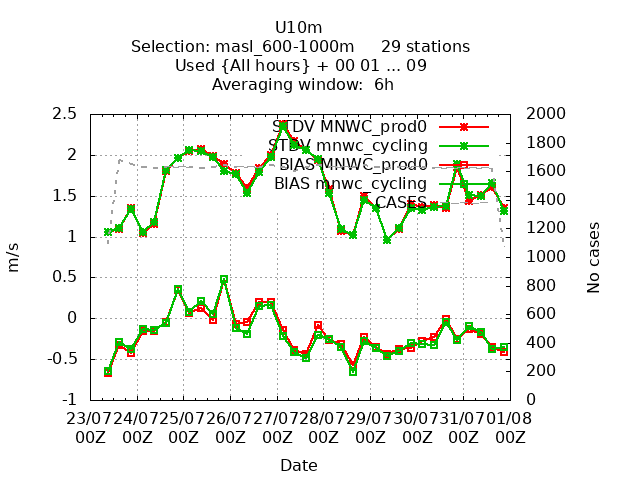 U10m
Selection: masl_600-1000m     29 stations
Used {All hours} + 00 01 ... 09
Averaging window:  6h
STDV MNWC_prod0
STDV mnwc_cycling
BIAS MNWC_prod0
BIAS mnwc_cycling
CASES
2.5
2
1.5
1
0.5
0
-0.5
-1
m/s
2000
1800
1600
1400
1200
1000
800
600
400
200
0
No cases
23/07 24/07 25/07 26/07 27/07 28/07 29/07 30/07 31/07 01/08
00Z 00Z 00Z 00Z 00Z 00Z 00Z 00Z 00Z 00Z
Date